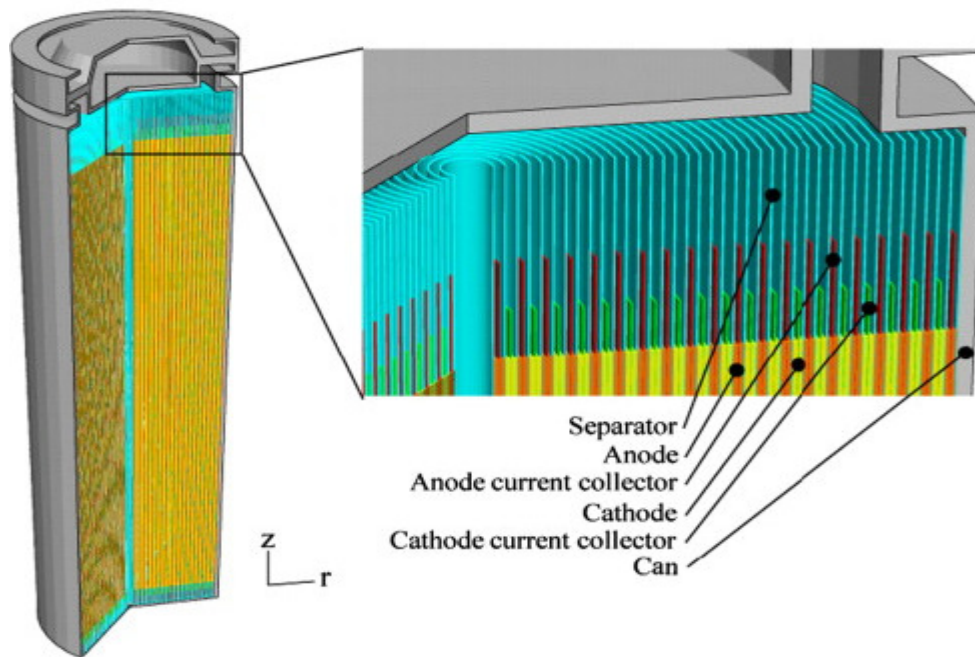 Separator
Anode
Anode current collector
Cathode
Cathode current collector
Can
z
r